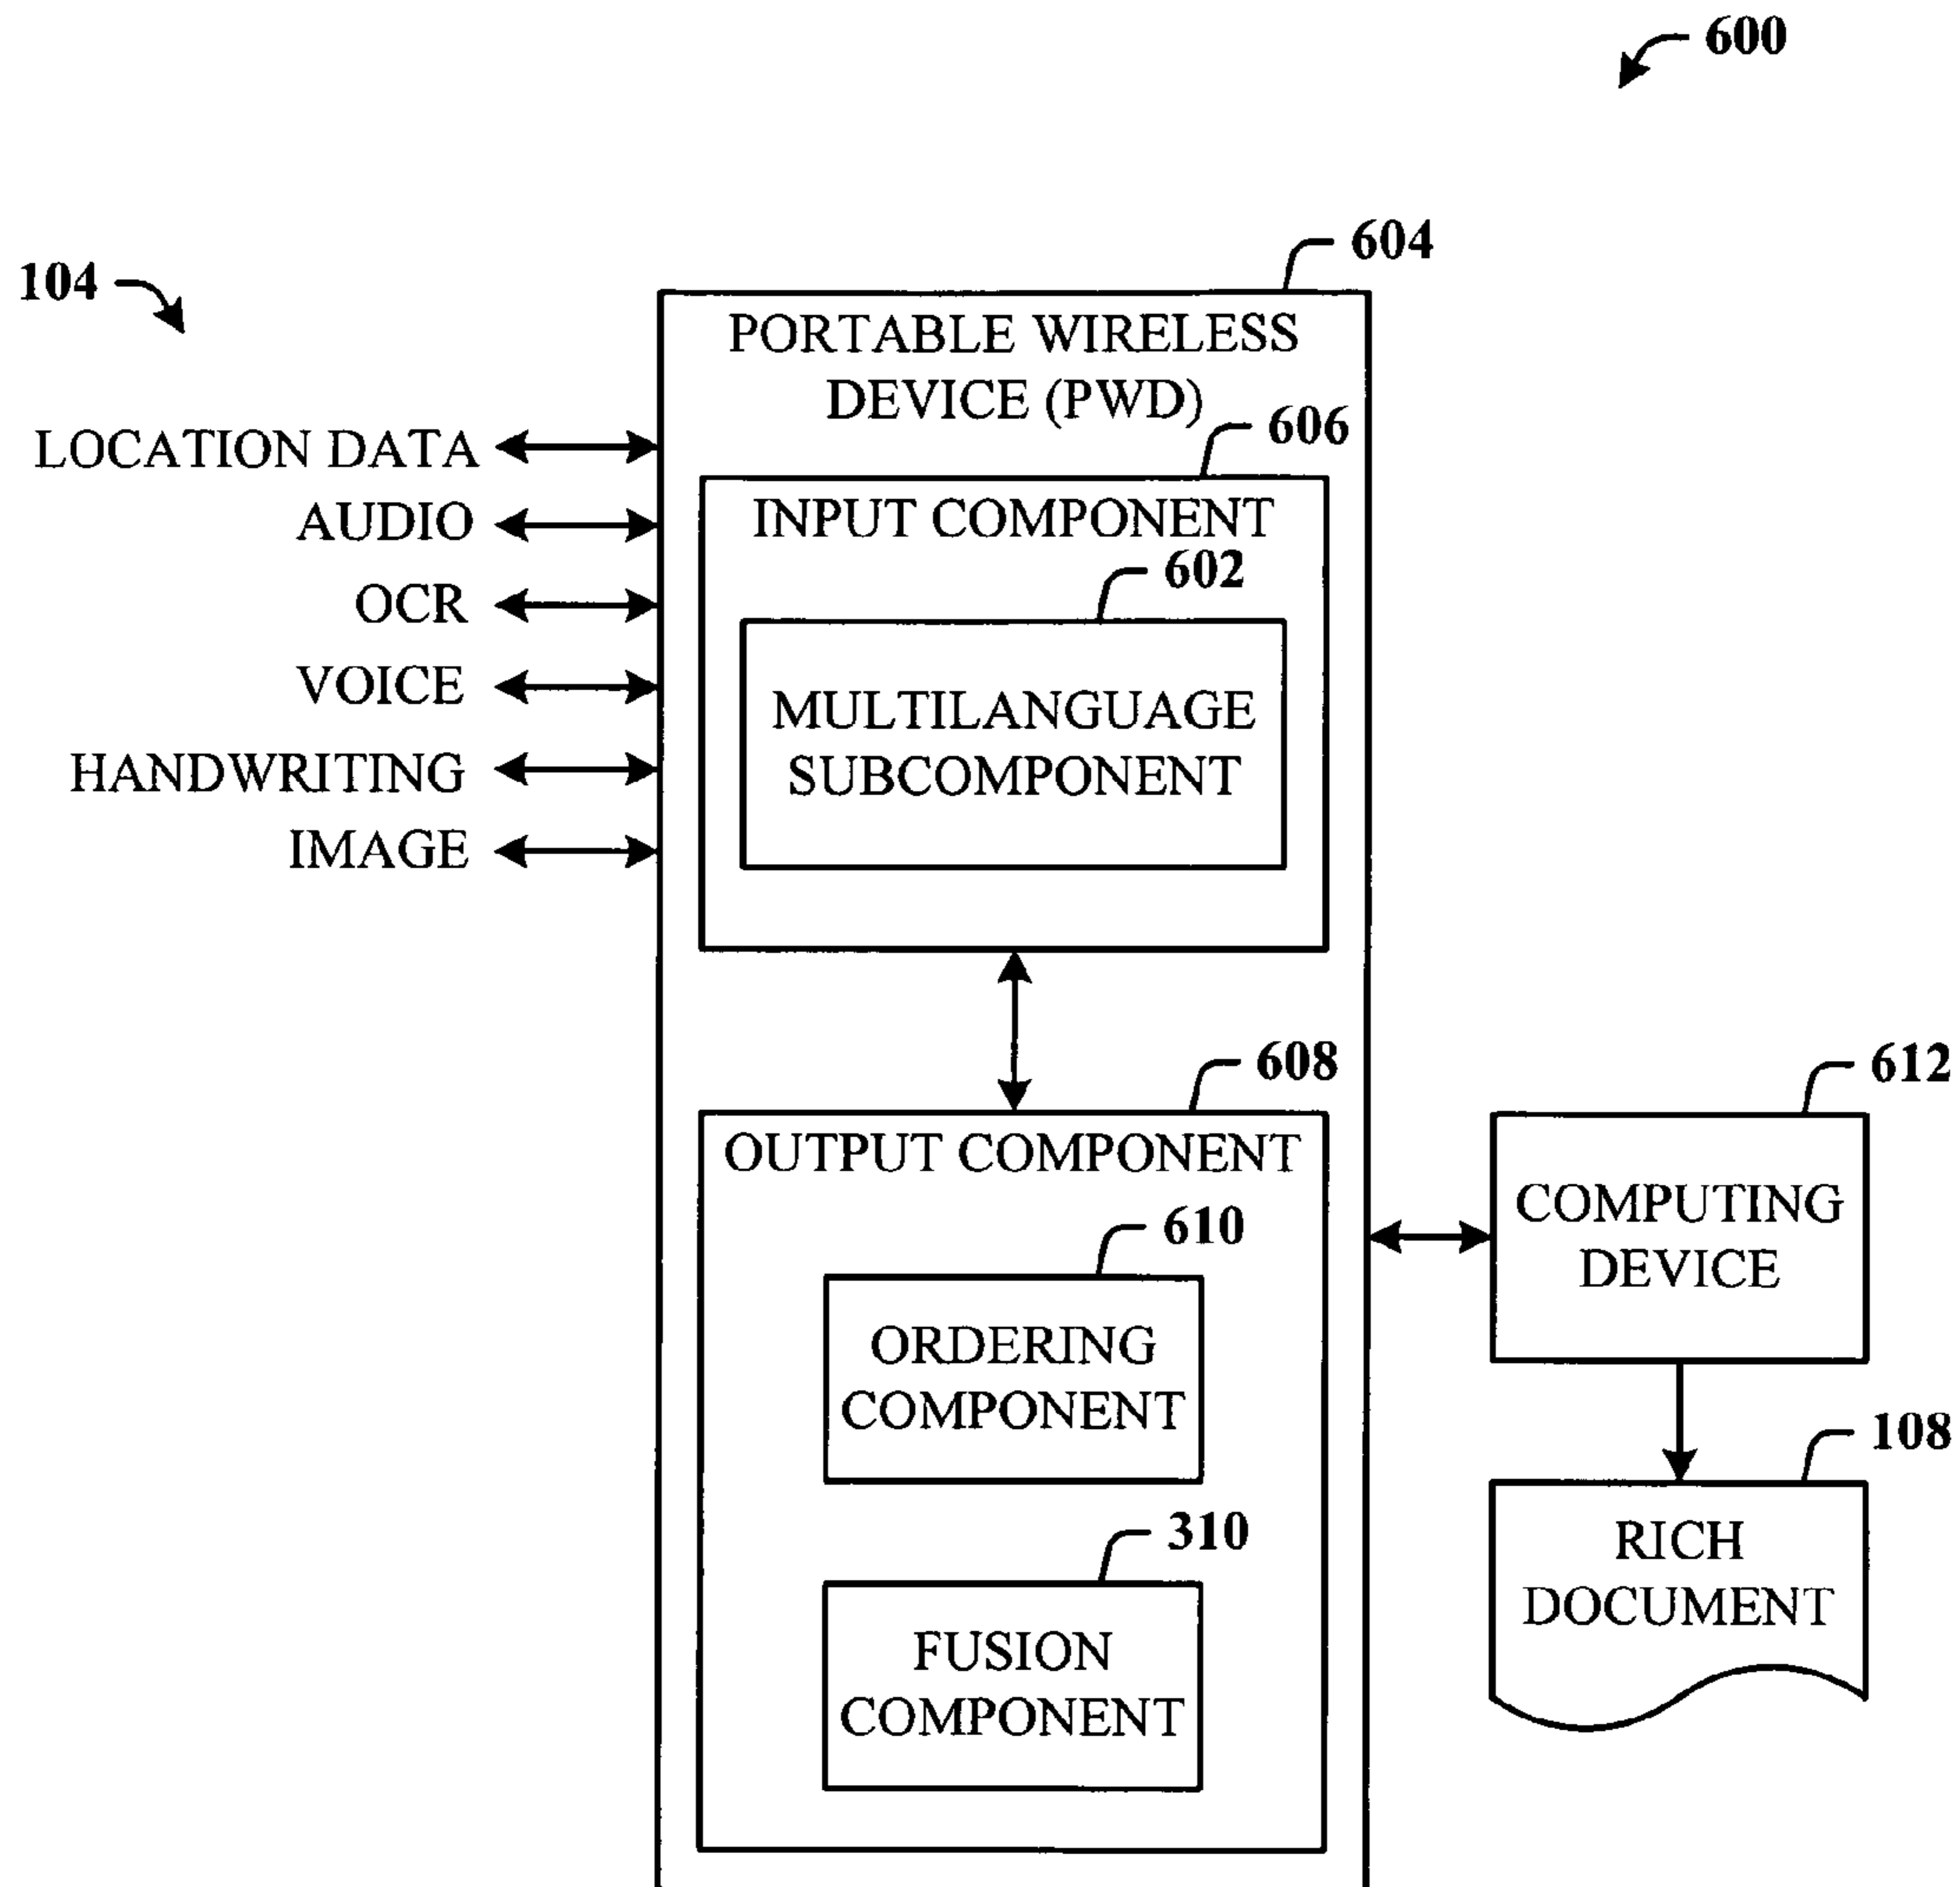 600
604
104
PORTABLE WIRELESS
DEVICE (PWD)
606
LOCATION DATA
AUDIO
OCR
VOICE
HANDWRITING
IMAGE
INPUT COMPONENT
602
MULTILANGUAGE
SUBCOMPONENT
608
OUTPUT COMPONENT
610
ORDERING
COMPONENT
310
FUSION
COMPONENT
612
COMPUTING
DEVICE
108
RICH
DOCUMENT